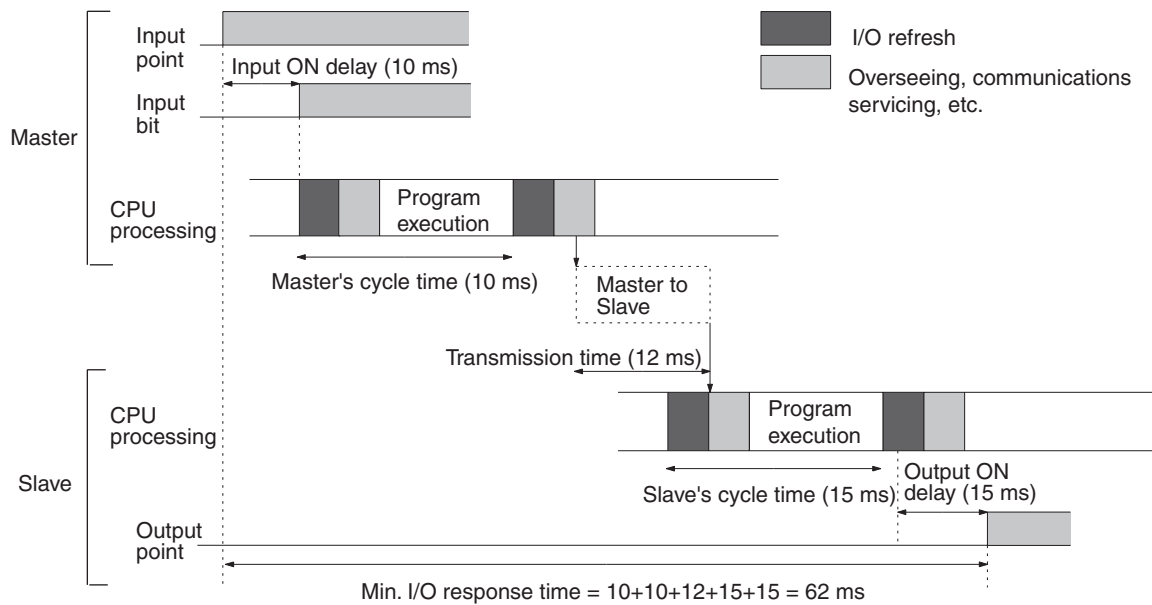 Input
point
I/O refresh
Input ON delay (10 ms)
Overseeing, communications
servicing, etc.
Input
bit
Master
CPU
processing
Program
execution
Master's cycle time (10 ms)
Master to
Slave
Transmission time (12 ms)
CPU
processing
Program
execution
Slave
Slave's cycle time (15 ms)
Output ON
delay (15 ms)
Output
point
Min. I/O response time = 10+10+12+15+15 = 62 ms